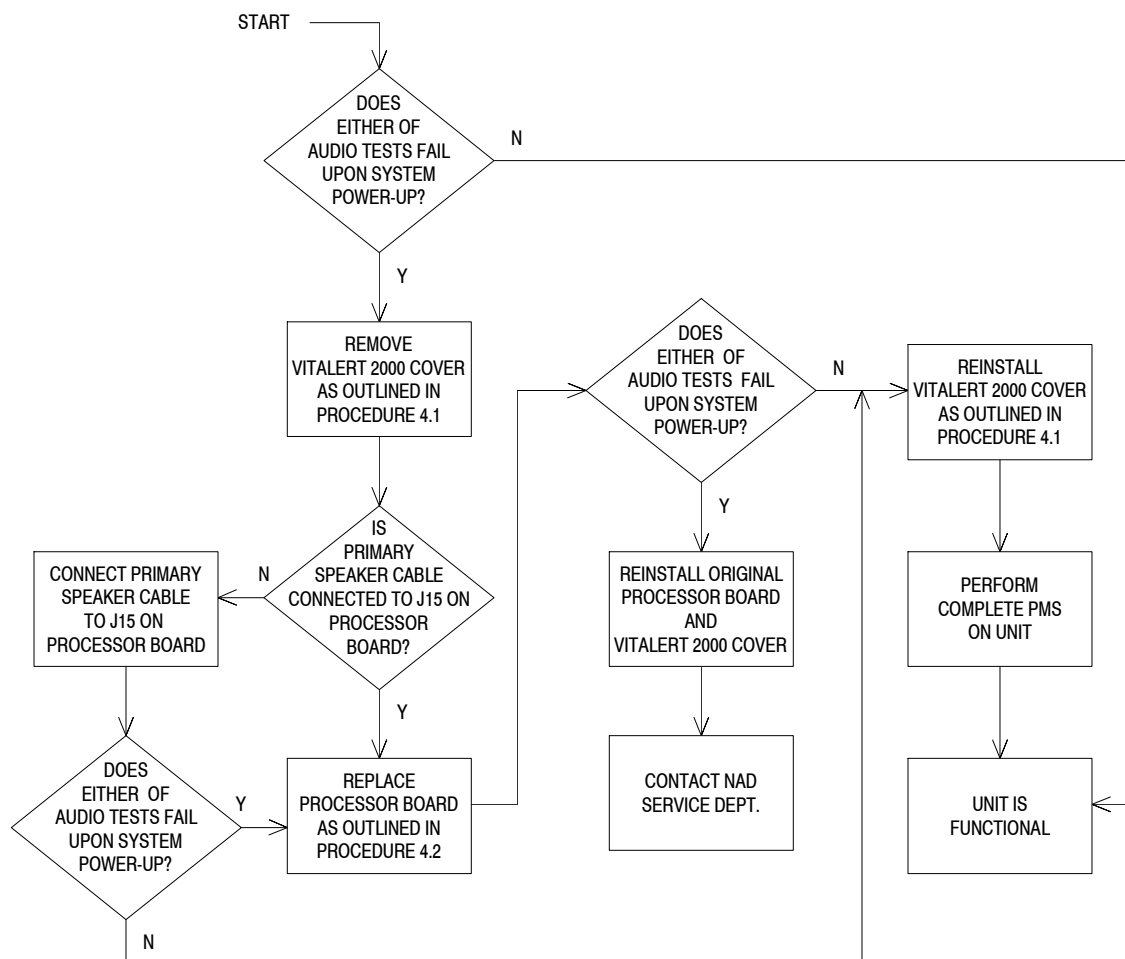 START
DOES
EITHER OF
AUDIO TESTS FAIL
UPON SYSTEM
POWER-UP?
N
Y
REMOVE
VITALERT 2000 COVER
AS OUTLINED IN
PROCEDURE 4.1
IS
PRIMARY
SPEAKER CABLE
CONNECTED TO J15 ON
PROCESSOR
BOARD?
N
Y
CONNECT PRIMARY
SPEAKER CABLE
TO J15 ON
PROCESSOR BOARD
DOES
EITHER OF
AUDIO TESTS FAIL
UPON SYSTEM
POWER-UP?
Y
N
REPLACE
PROCESSOR BOARD
AS OUTLINED IN
PROCEDURE 4.2
DOES
EITHER OF
AUDIO TESTS FAIL
UPON SYSTEM
POWER-UP?
N
Y
REINSTALL ORIGINAL
PROCESSOR BOARD
AND
VITALERT 2000 COVER
CONTACT NAD
SERVICE DEPT.
REINSTALL
VITALERT 2000 COVER
AS OUTLINED IN
PROCEDURE 4.1
PERFORM
COMPLETE PMS
ON UNIT
UNIT IS
FUNCTIONAL